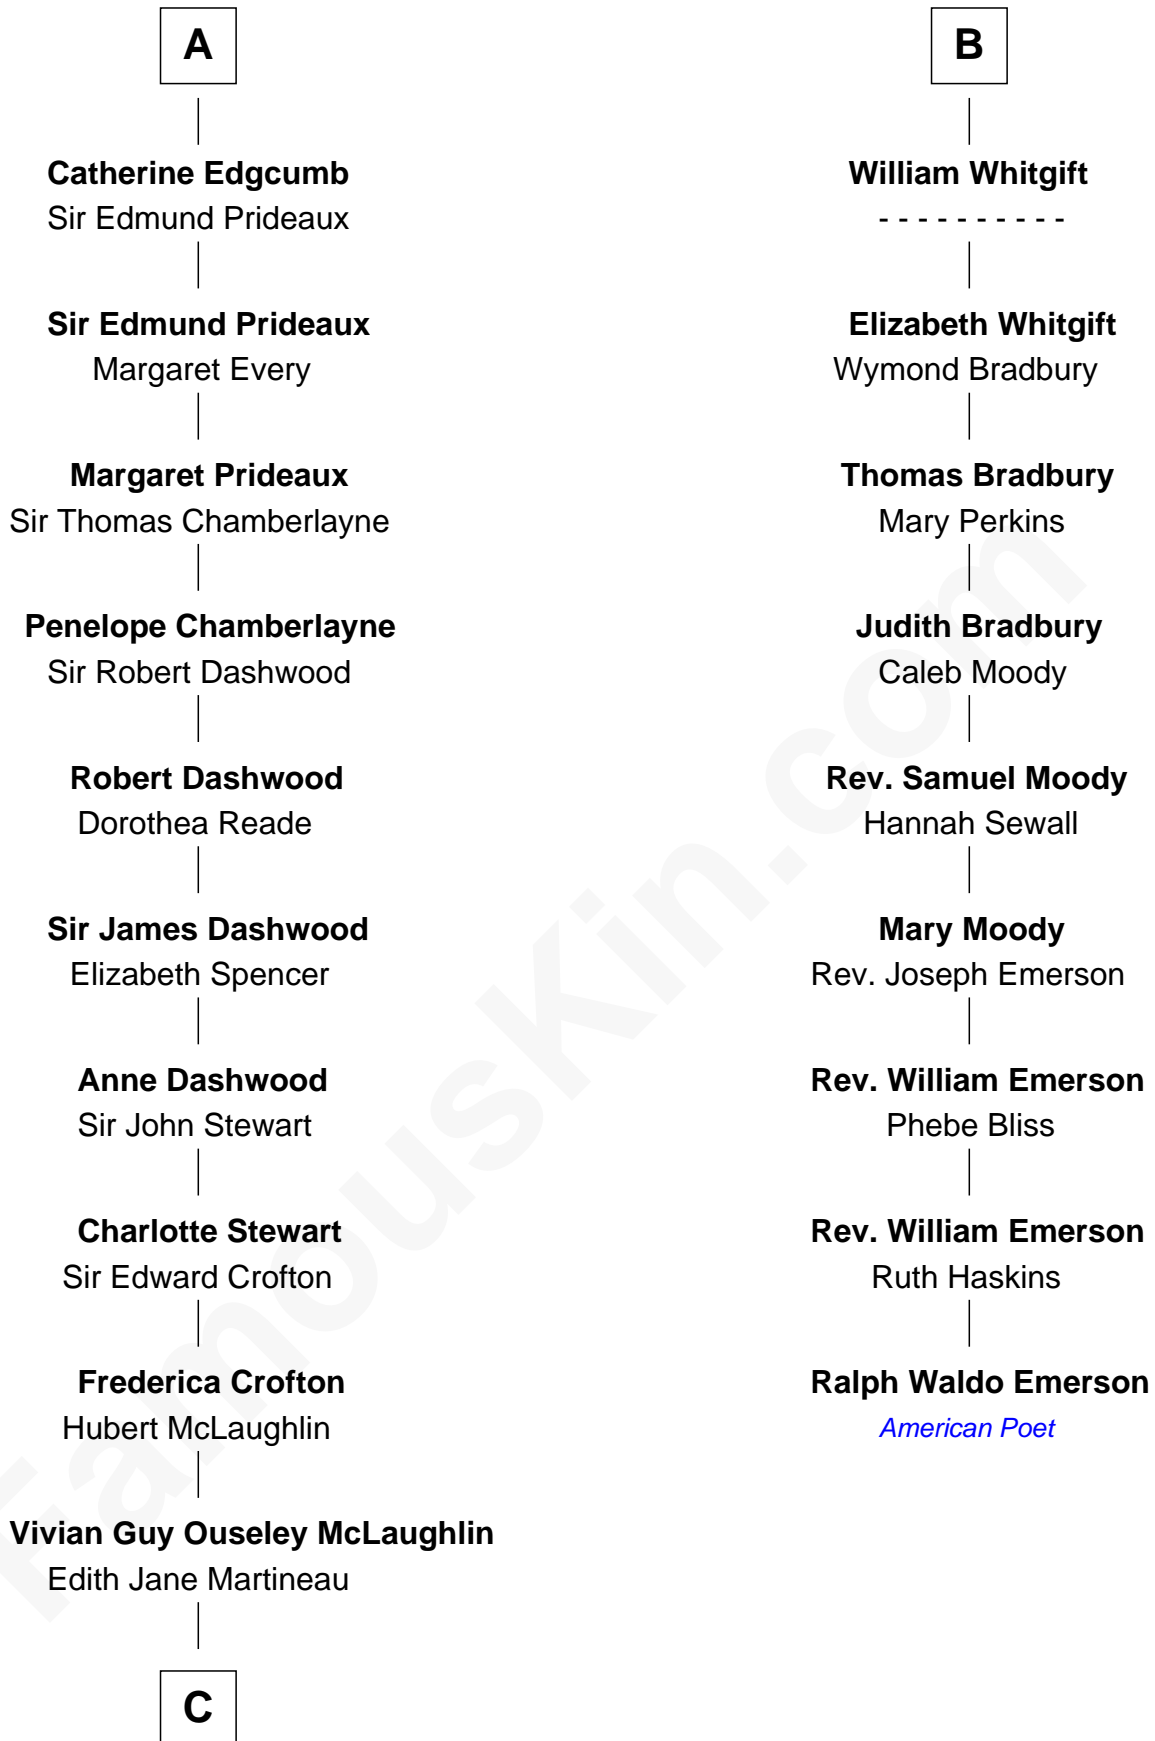 A
Catherine Edgcumb
Sir Edmund Prideaux
Sir Edmund Prideaux
Margaret Every
Margaret Prideaux
Sir Thomas Chamberlayne
Penelope Chamberlayne
Sir Robert Dashwood
Robert Dashwood
Dorothea Reade
Sir James Dashwood
Elizabeth Spencer
Anne Dashwood
Sir John Stewart
Charlotte Stewart
Sir Edward Crofton
Frederica Crofton
Hubert McLaughlin
Vivian Guy Ouseley McLaughlin
Edith Jane Martineau
C
B
William Whitgift
- - - - - - - - - -
Elizabeth Whitgift
Wymond Bradbury
Thomas Bradbury
Mary Perkins
Judith Bradbury
Caleb Moody
Rev. Samuel Moody
Hannah Sewall
Mary Moody
Rev. Joseph Emerson
Rev. William Emerson
Phebe Bliss
Rev. William Emerson
Ruth Haskins
Ralph Waldo Emerson
American Poet
FamousKin.com